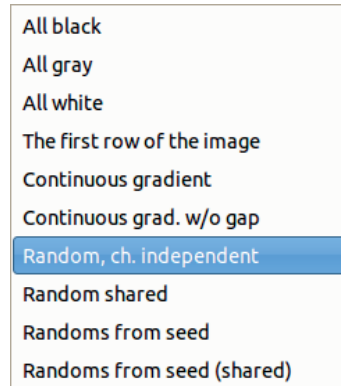 All black
All gray
All white
The first row of the image
Continuous gradient
Continuous grad. w/o gap
Random, ch. independent
Random shared
Randoms from seed
Randoms from seed (shared)